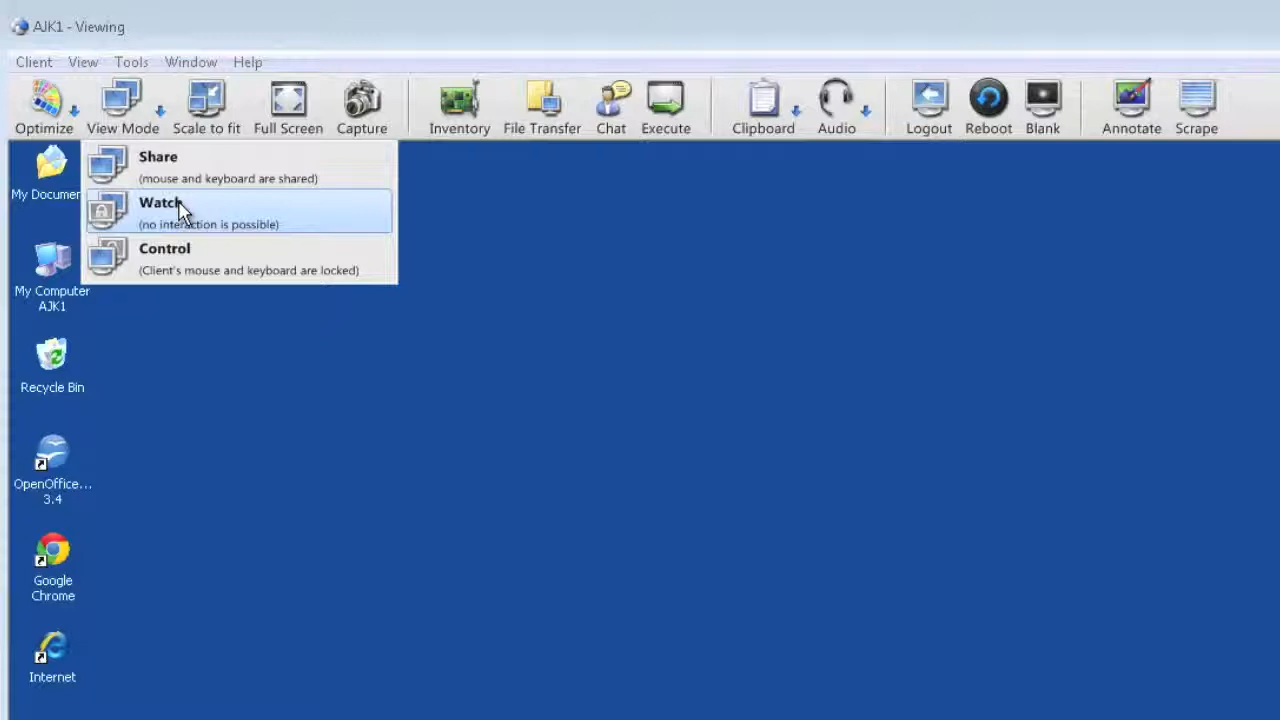 AJK1 - Viewing
Client View Tools Window Help
Optimize View Mode Scale to fit Full Screen Capture Inventory File Transfer Chat Execute Clipboard Audio Logout Reboot Blank Annotate Scrape
Share
(mouse and keyboard are shared)
Watch
(no interaction is possible)
Control
(Client's mouse and keyboard are locked)
My Documen
My Computer
AJK1
Recycle Bin
OpenOffice...
3.4
Google
Chrome
Internet